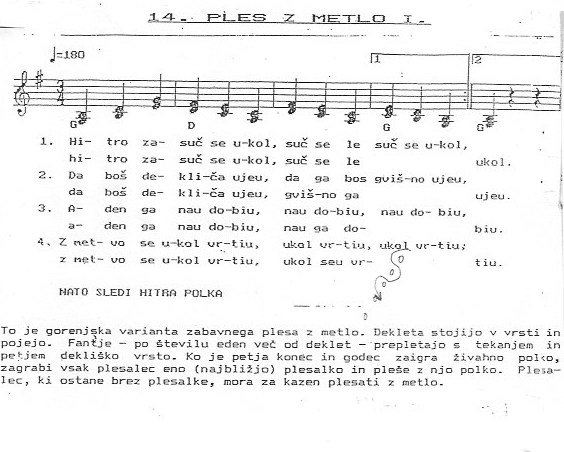 14. PLES Z METLO I.
♩=180
1 2
3
4
G D G G
1. Hi- tro za- suč se u-kol, suč se le suč se u-kol,
hi- tro za- suč se u-kol, suč se le ukol.
2. Da boš de- kli-ča ujeu, da ga bos gviš-no ujeu,
da boš de- kli-ča ujeu, gviš-no ga ujeu.
3. A- den ga nau do-biu, nau do-biu, nau do- biu,
a- den ga nau do-biu, nau ga do- biu.
4. Z met- vo se u-kol vr-tiu, ukol vr-tiu, ukol vr-tiu;
z met- vo se u-kol vr-tiu, ukol seu vr- tiu.
NATO SLEDI HITRA POLKA
To je gorenjska varianta zabavnega plesa z metlo. Dekleta stojijo v vrsti in
pojejo. Fantje - po številu eden več od deklet - prepletajo s tekanjem in
petjem dekliško vrsto. Ko je petja konec in godec zaigra živahno polko,
zagrabi vsak plesalec eno (najbližjo) plesalko in pleše z njo polko. Plesa-
lec, ki ostane brez plesalke, mora za kazen plesati z metlo.